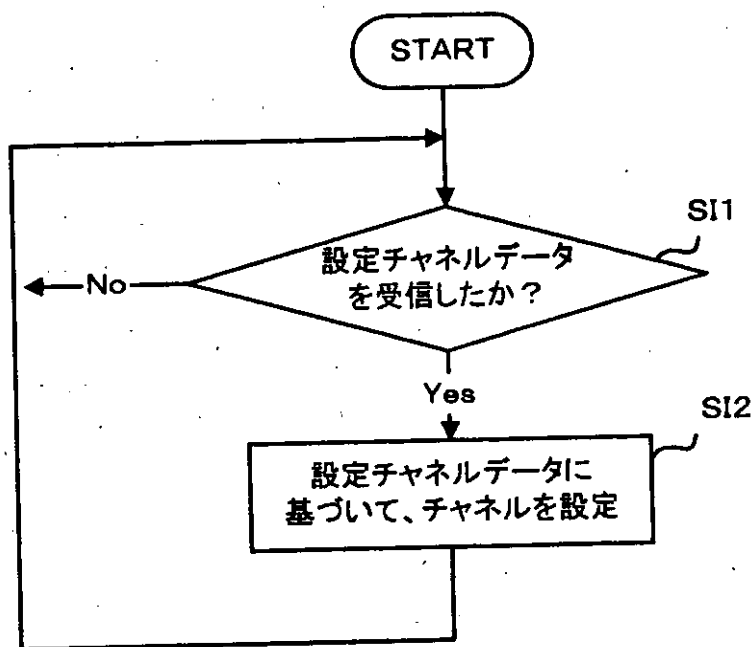 START
SI1
設定チャネルデータ
を受信したか？
No
Yes
SI2
設定チャネルデータに
基づいて、チャネルを設定